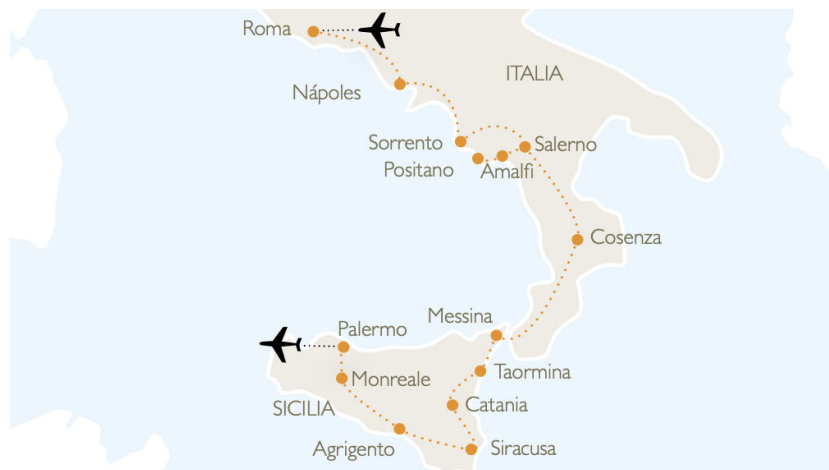 Roma
ITALIA
Nápoles
Sorrento
Salerno
Positano
Amalfi
Cosenza
Messina
Palermo
Taormina
Monreale
SICILIA
Catania
Agrigento
Siracusa